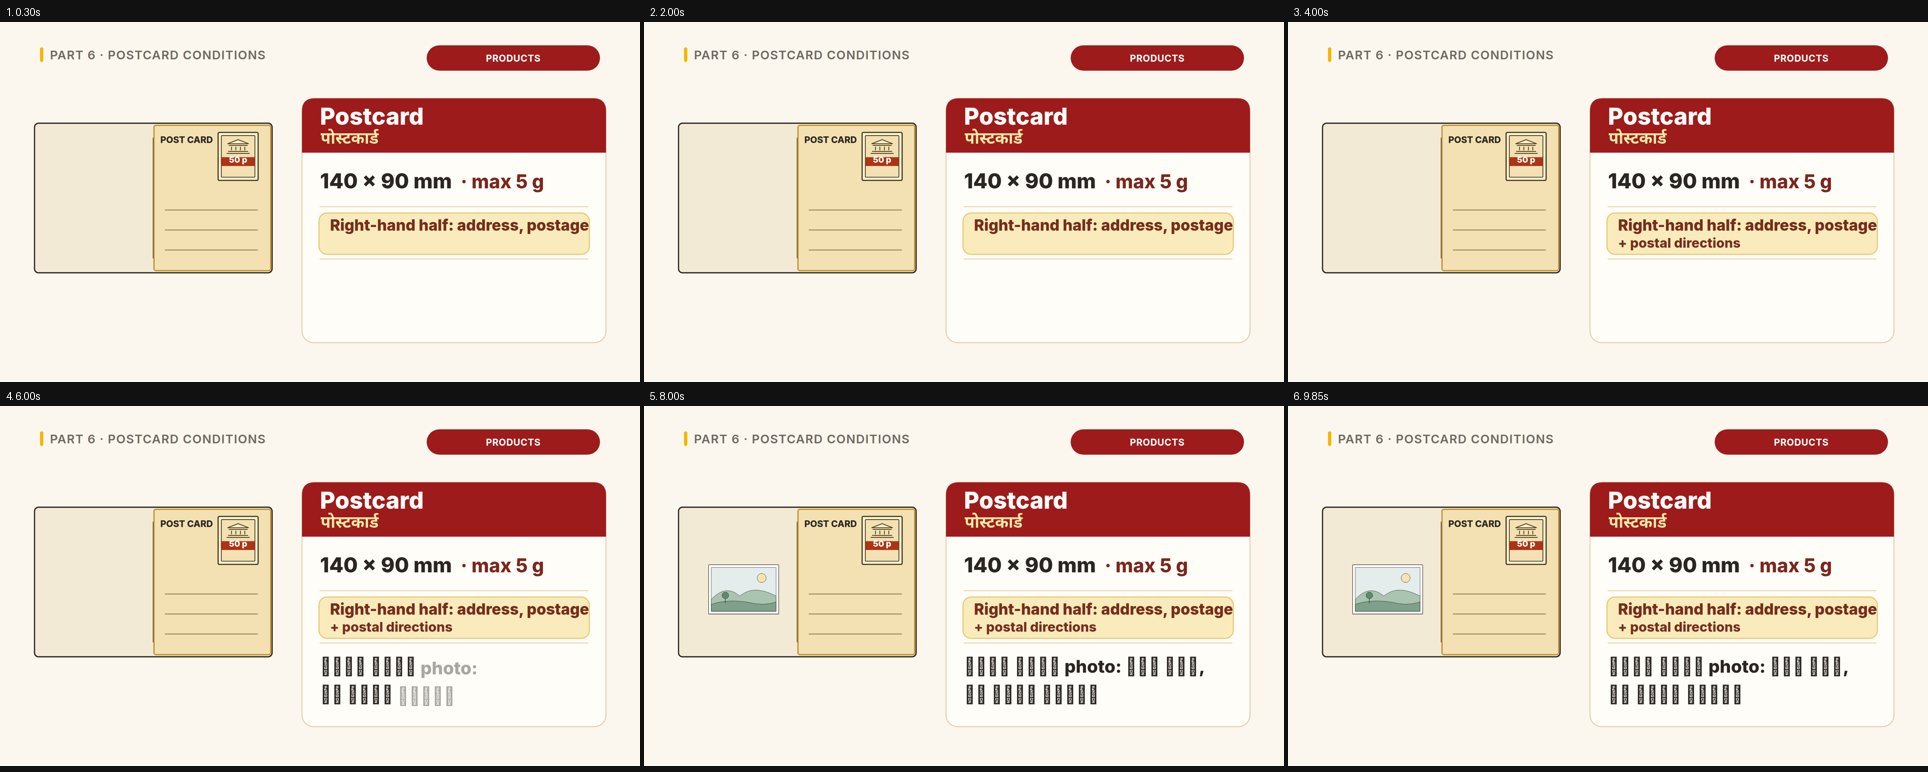 1. 0.30s
PART 6 · POSTCARD CONDITIONS
PRODUCTS
POST CARD
50 p
Postcard
पोस्टकार्ड
140 × 90 mm · max 5 g
Right-hand half: address, postage
2. 2.00s
PART 6 · POSTCARD CONDITIONS
PRODUCTS
POST CARD
50 p
Postcard
पोस्टकार्ड
140 × 90 mm · max 5 g
Right-hand half: address, postage
3. 4.00s
PART 6 · POSTCARD CONDITIONS
PRODUCTS
POST CARD
50 p
Postcard
पोस्टकार्ड
140 × 90 mm · max 5 g
Right-hand half: address, postage
+ postal directions
4. 6.00s
PART 6 · POSTCARD CONDITIONS
PRODUCTS
POST CARD
50 p
Postcard
पोस्टकार्ड
140 × 90 mm · max 5 g
Right-hand half: address, postage
+ postal directions
photo:
5. 8.00s
PART 6 · POSTCARD CONDITIONS
PRODUCTS
POST CARD
50 p
Postcard
पोस्टकार्ड
140 × 90 mm · max 5 g
Right-hand half: address, postage
+ postal directions
photo:
6. 9.85s
PART 6 · POSTCARD CONDITIONS
PRODUCTS
POST CARD
50 p
Postcard
पोस्टकार्ड
140 × 90 mm · max 5 g
Right-hand half: address, postage
+ postal directions
photo: